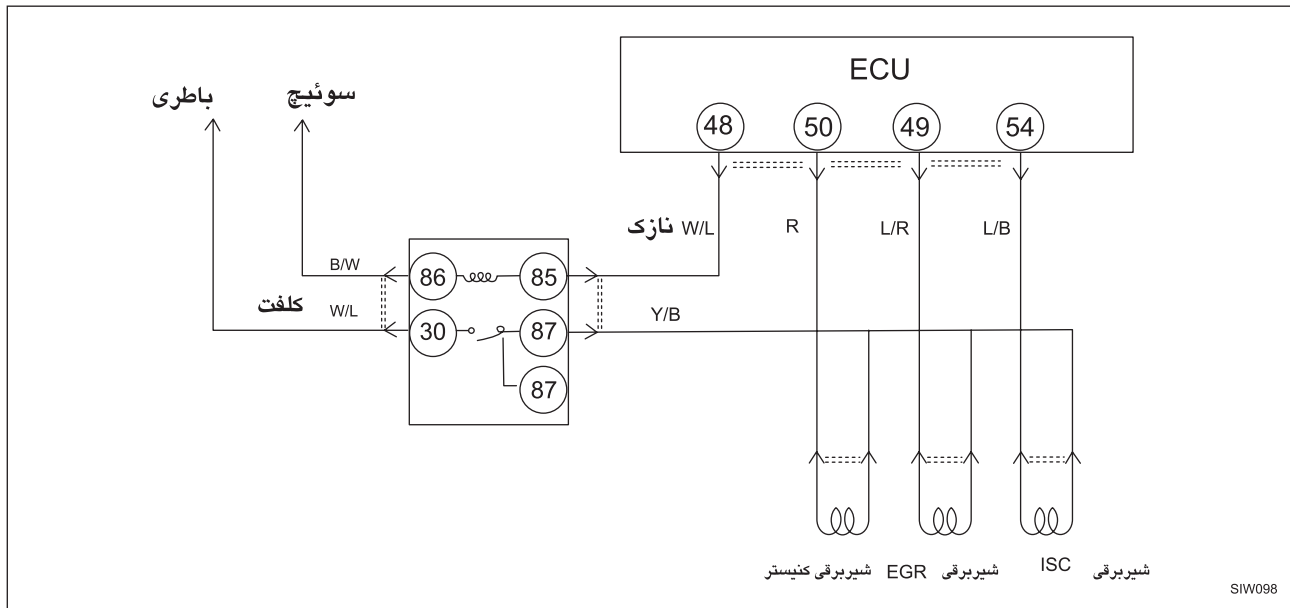 ECU
باطری
سوئیچ
48 50 49 54
نازک W/L R L/R L/B
B/W
86 85
کلفت W/L
Y/B
30 87
87
شیربرقی کنیستر
شیربرقی EGR
شیربرقی ISC
SIW098